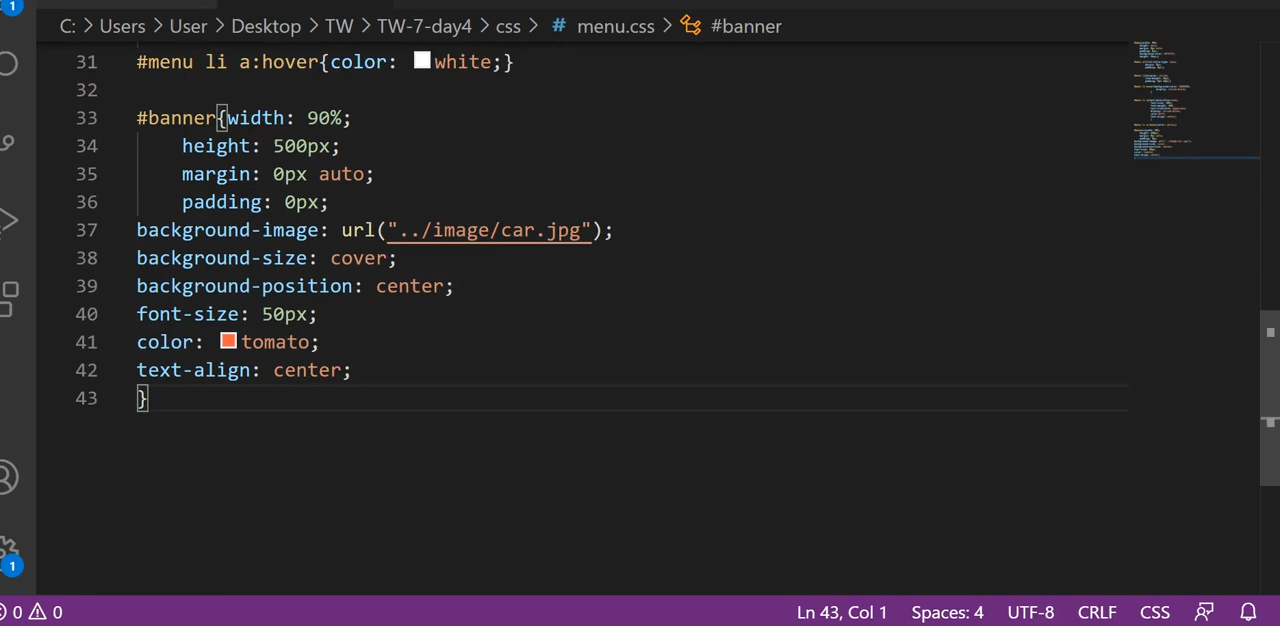 1
C: > Users > User > Desktop > TW > TW-7-day4 > css > # menu.css > #banner
31 #menu li a:hover{color: white;}
32
33 #banner{width: 90%;
34 height: 500px;
35 margin: 0px auto;
36 padding: 0px;
37 background-image: url("../image/car.jpg");
38 background-size: cover;
39 background-position: center;
40 font-size: 50px;
41 color: tomato;
42 text-align: center;
43 }
1
0 0 Ln 43, Col 1 Spaces: 4 UTF-8 CRLF CSS